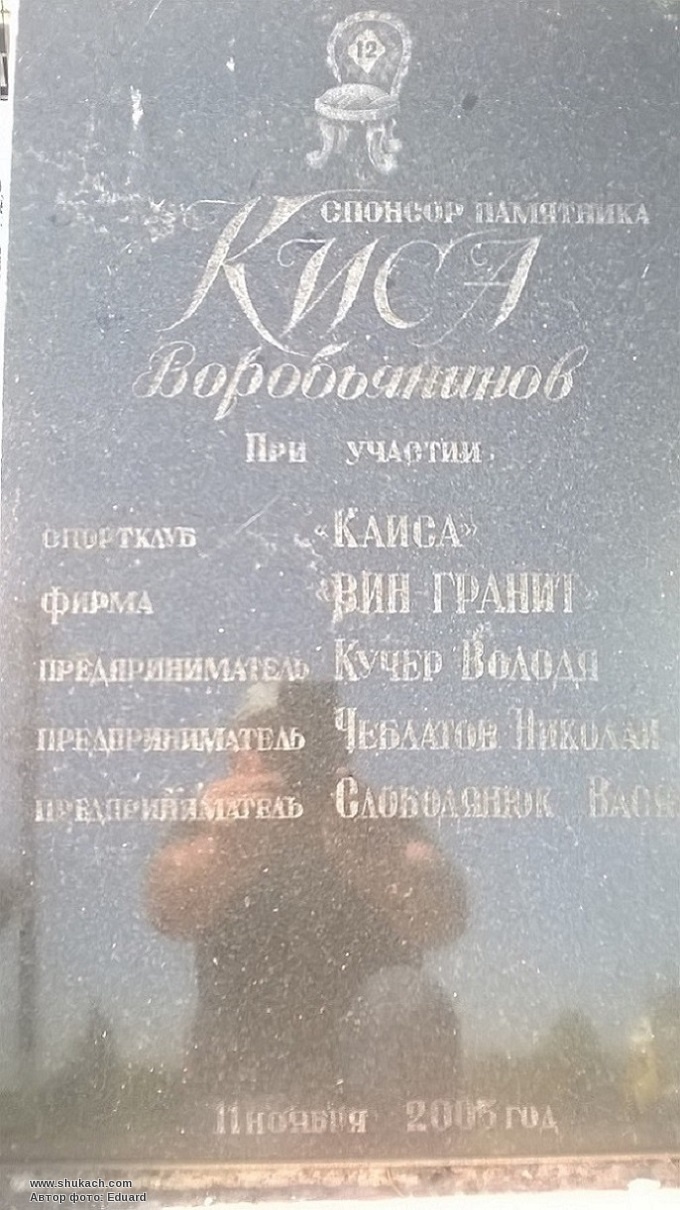 12
СПОНСОР ПАМЯТНИКА
КИСА
Воробьянинов
ПРИ УЧАСТИИ:
СПОРТКЛУБ «КАИСА»
ФИРМА «ВИН-ГРАНИТ»
ПРЕДПРИНИМАТЕЛЬ КУЧЕР ВОЛОДЯ
ПРЕДПРИНИМАТЕЛЬ ЧЕБЛАТОВ НИКОЛАЙ
ПРЕДПРИНИМАТЕЛЬ СЛОБОДЯНЮК ВАСЯ
11 НОЯБРЯ 2005 ГОД
www.shukach.com
Автор фото: Eduard